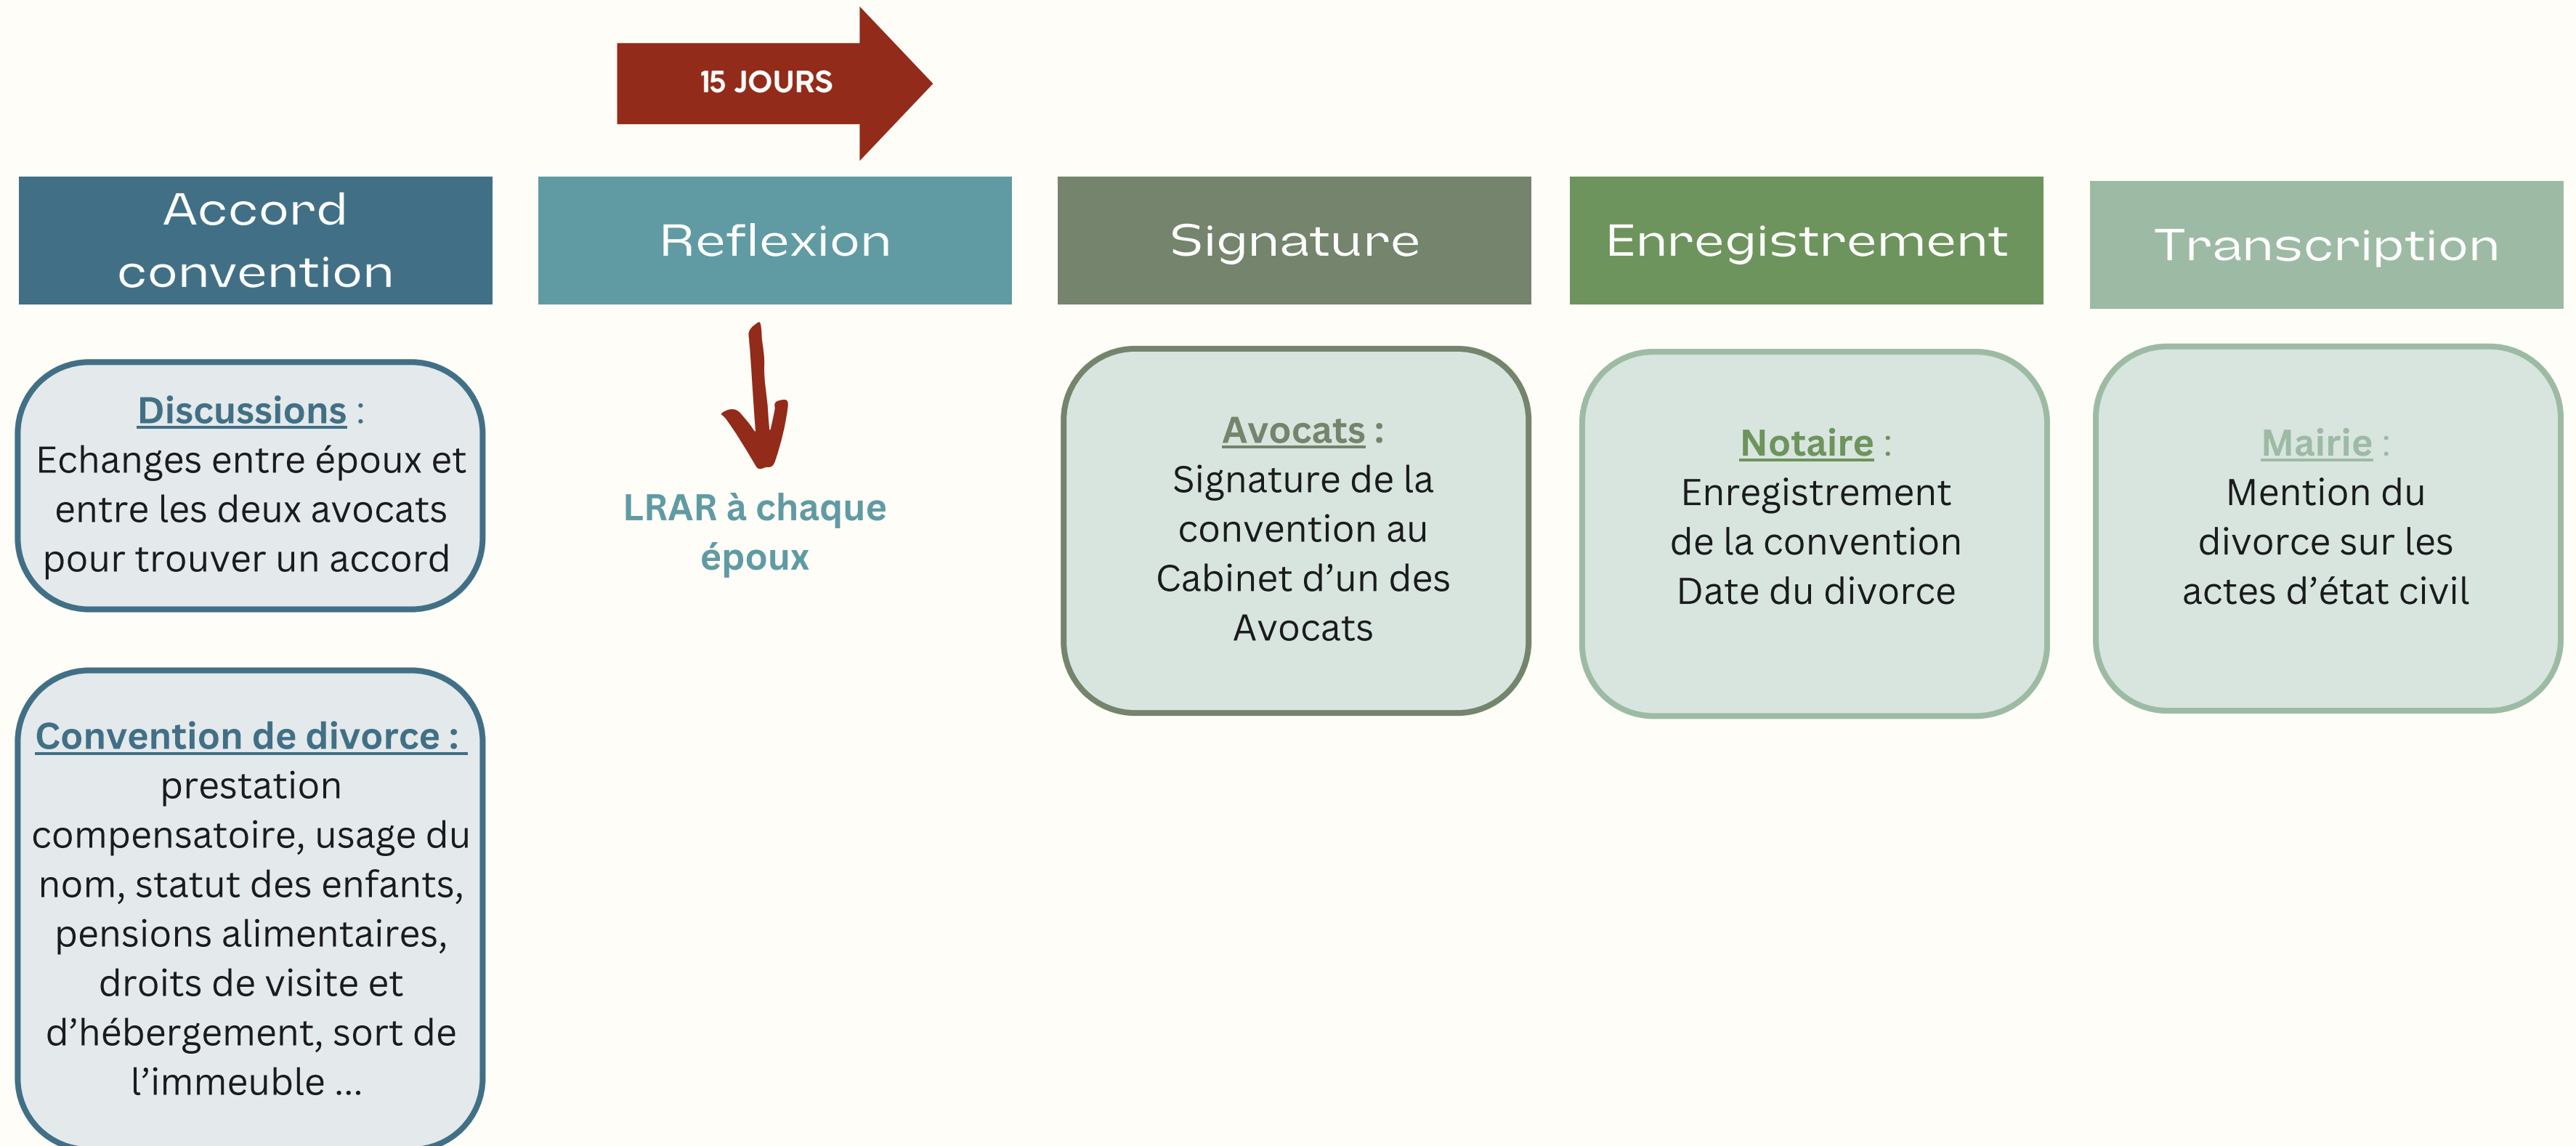 15 JOURS
Accord
convention
Reflexion
Signature
Enregistrement
Transcription
Discussions :
Echanges entre époux et
entre les deux avocats
pour trouver un accord
Convention de divorce :
prestation
compensatoire, usage du
nom, statut des enfants,
pensions alimentaires,
droits de visite et
d’hébergement, sort de
l’immeuble ...
LRAR à chaque
époux
Avocats :
Signature de la
convention au
Cabinet d’un des
Avocats
Notaire :
Enregistrement
de la convention
Date du divorce
Mairie :
Mention du
divorce sur les
actes d’état civil